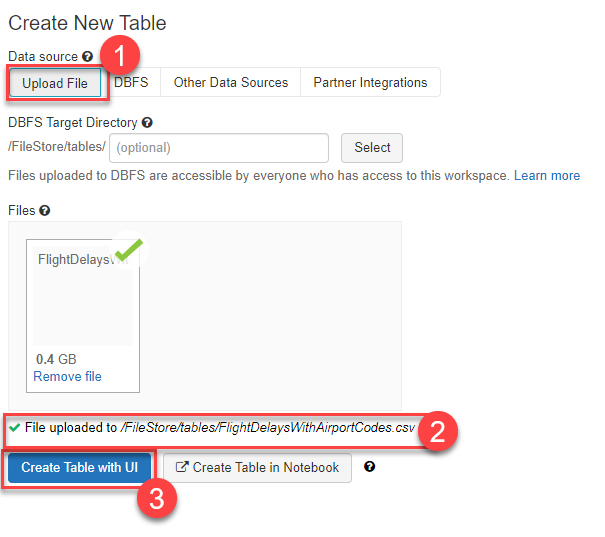 Create New Table
Data source
1
Upload File
DBFS
Other Data Sources
Partner Integrations
DBFS Target Directory
/FileStore/tables/
(optional)
Select
Files uploaded to DBFS are accessible by everyone who has access to this workspace. Learn more
Files
0.4 GB
Remove file
File uploaded to /FileStore/tables/FlightDelaysWithAirportCodes.csv
2
Create Table with UI
Create Table in Notebook
3